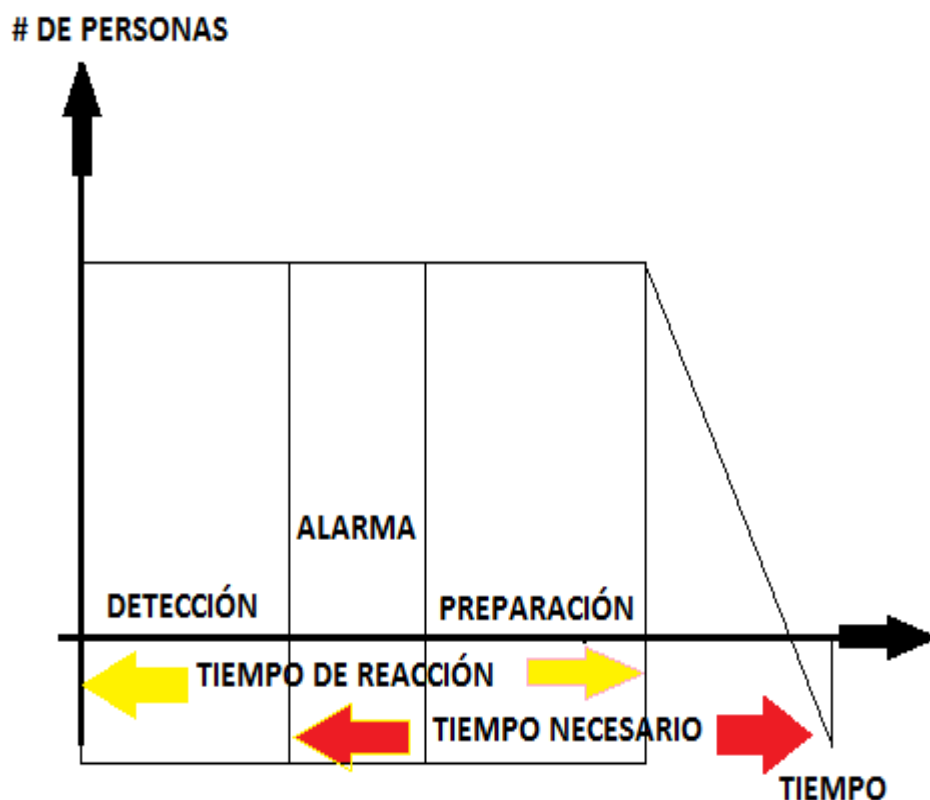 # DE PERSONAS
ALARMA
DETECCIÓN
PREPARACIÓN
TIEMPO DE REACCIÓN
TIEMPO NECESARIO
TIEMPO